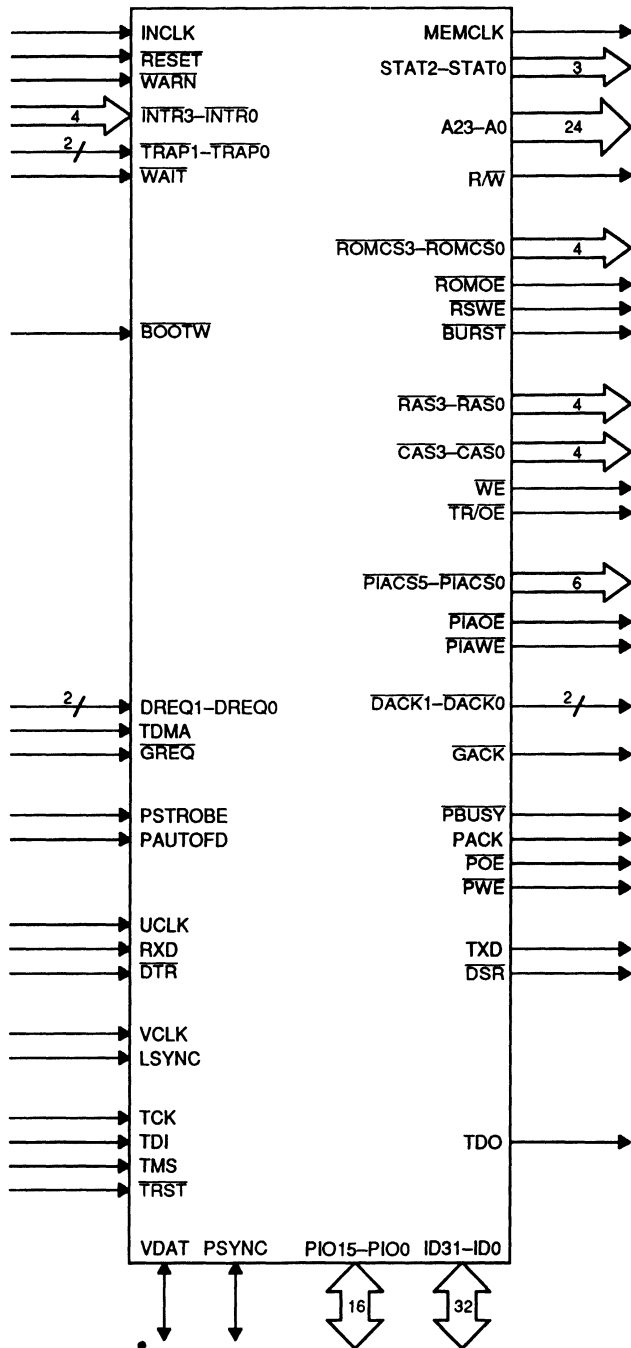 INCLK
MEMCLK
RESET
STAT2–STAT0
3
WARN
4
INTR3–INTR0
A23–A0
24
2
TRAP1–TRAP0
WAIT
R/W
ROMCS3–ROMCS0
4
ROMOE
RSWE
BOOTW
BURST
RAS3–RAS0
4
CAS3–CAS0
4
WE
TR/OE
PIACS5–PIACS0
6
PIAOE
PIAWE
2
DREQ1–DREQ0
DACK1–DACK0
2
TDMA
GREQ
GACK
PSTROBE
PBUSY
PAUTOFD
PACK
POE
PWE
UCLK
RXD
TXD
DTR
DSR
VCLK
LSYNC
TCK
TDI
TDO
TMS
TRST
VDAT
PSYNC
PIO15–PIO0
ID31–ID0
16
32